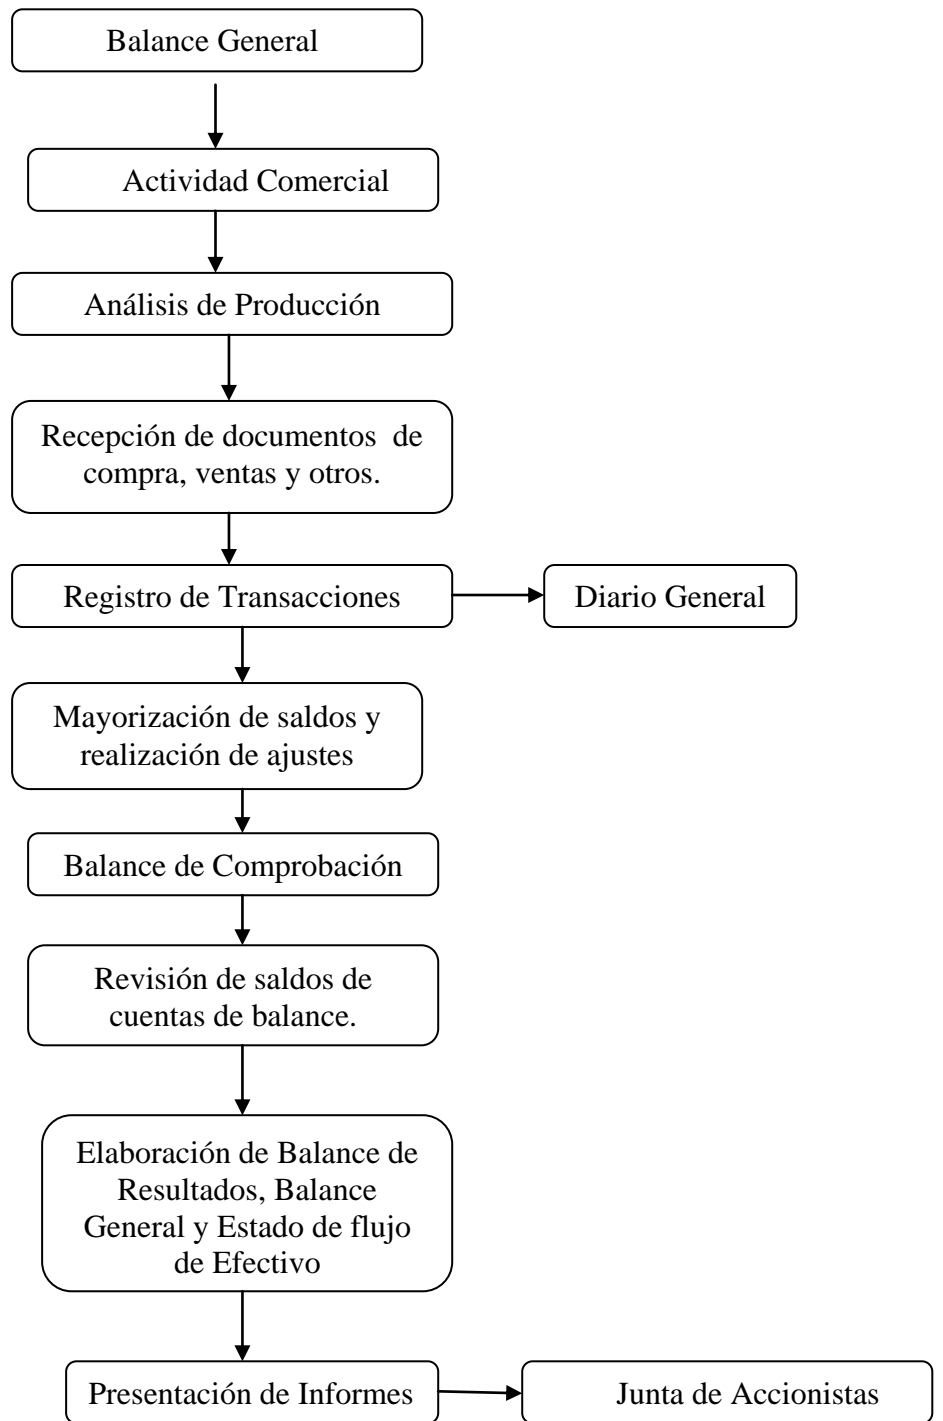 Balance General
Actividad Comercial
Análisis de Producción
Recepción de documentos  de
compra, ventas y otros.
Registro de Transacciones
Diario General
Mayorización de saldos y
realización de ajustes
Balance de Comprobación
Revisión de saldos de
cuentas de balance.
Elaboración de Balance de
Resultados, Balance
General y Estado de flujo
de Efectivo
Presentación de Informes
Junta de Accionistas